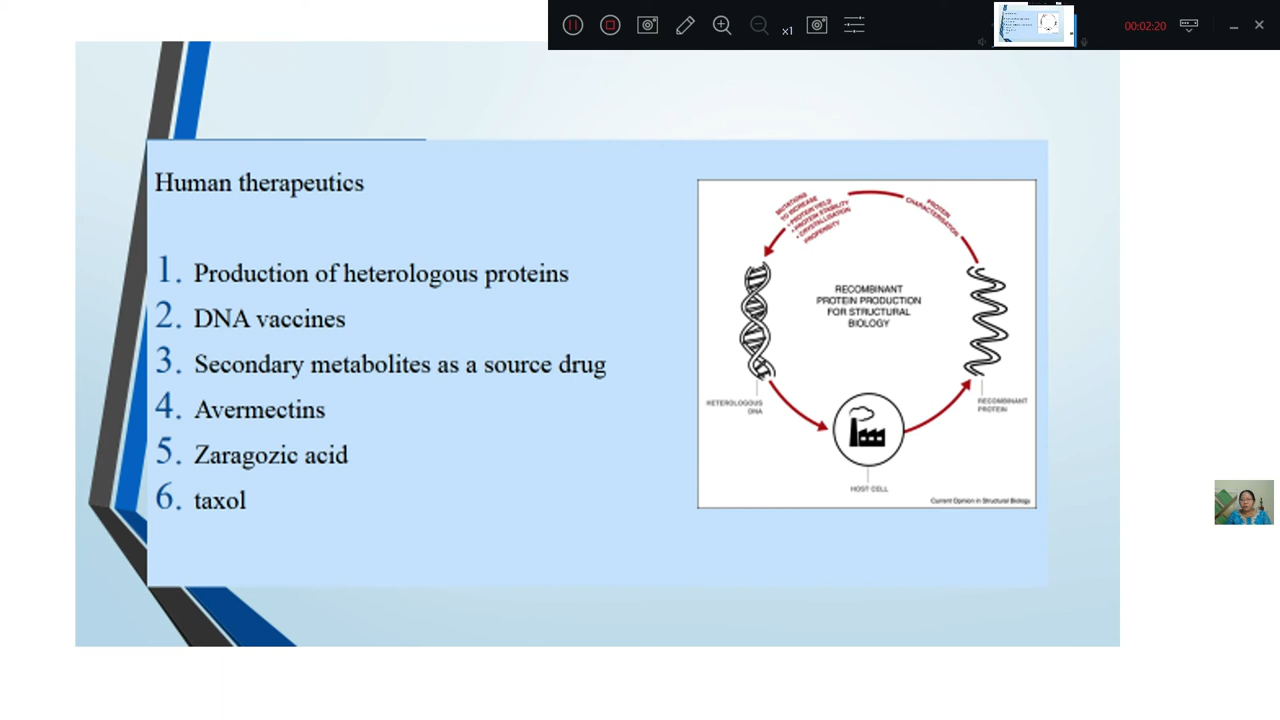 x1
00:02:20
Human therapeutics
1. Production of heterologous proteins
2. DNA vaccines
3. Secondary metabolites as a source drug
4. Avermectins
5. Zaragozic acid
6. taxol
MUTATIONS
TO INCREASE
• PROTEIN YIELD
• PROTEIN STABILITY
• CRYSTALLISATION
PROPENSITY
PROTEIN
CHARACTERISATION
RECOMBINANT
PROTEIN PRODUCTION
FOR STRUCTURAL
BIOLOGY
HETEROLOGOUS
DNA
RECOMBINANT
PROTEIN
HOST CELL
Current Opinion in Structural Biology